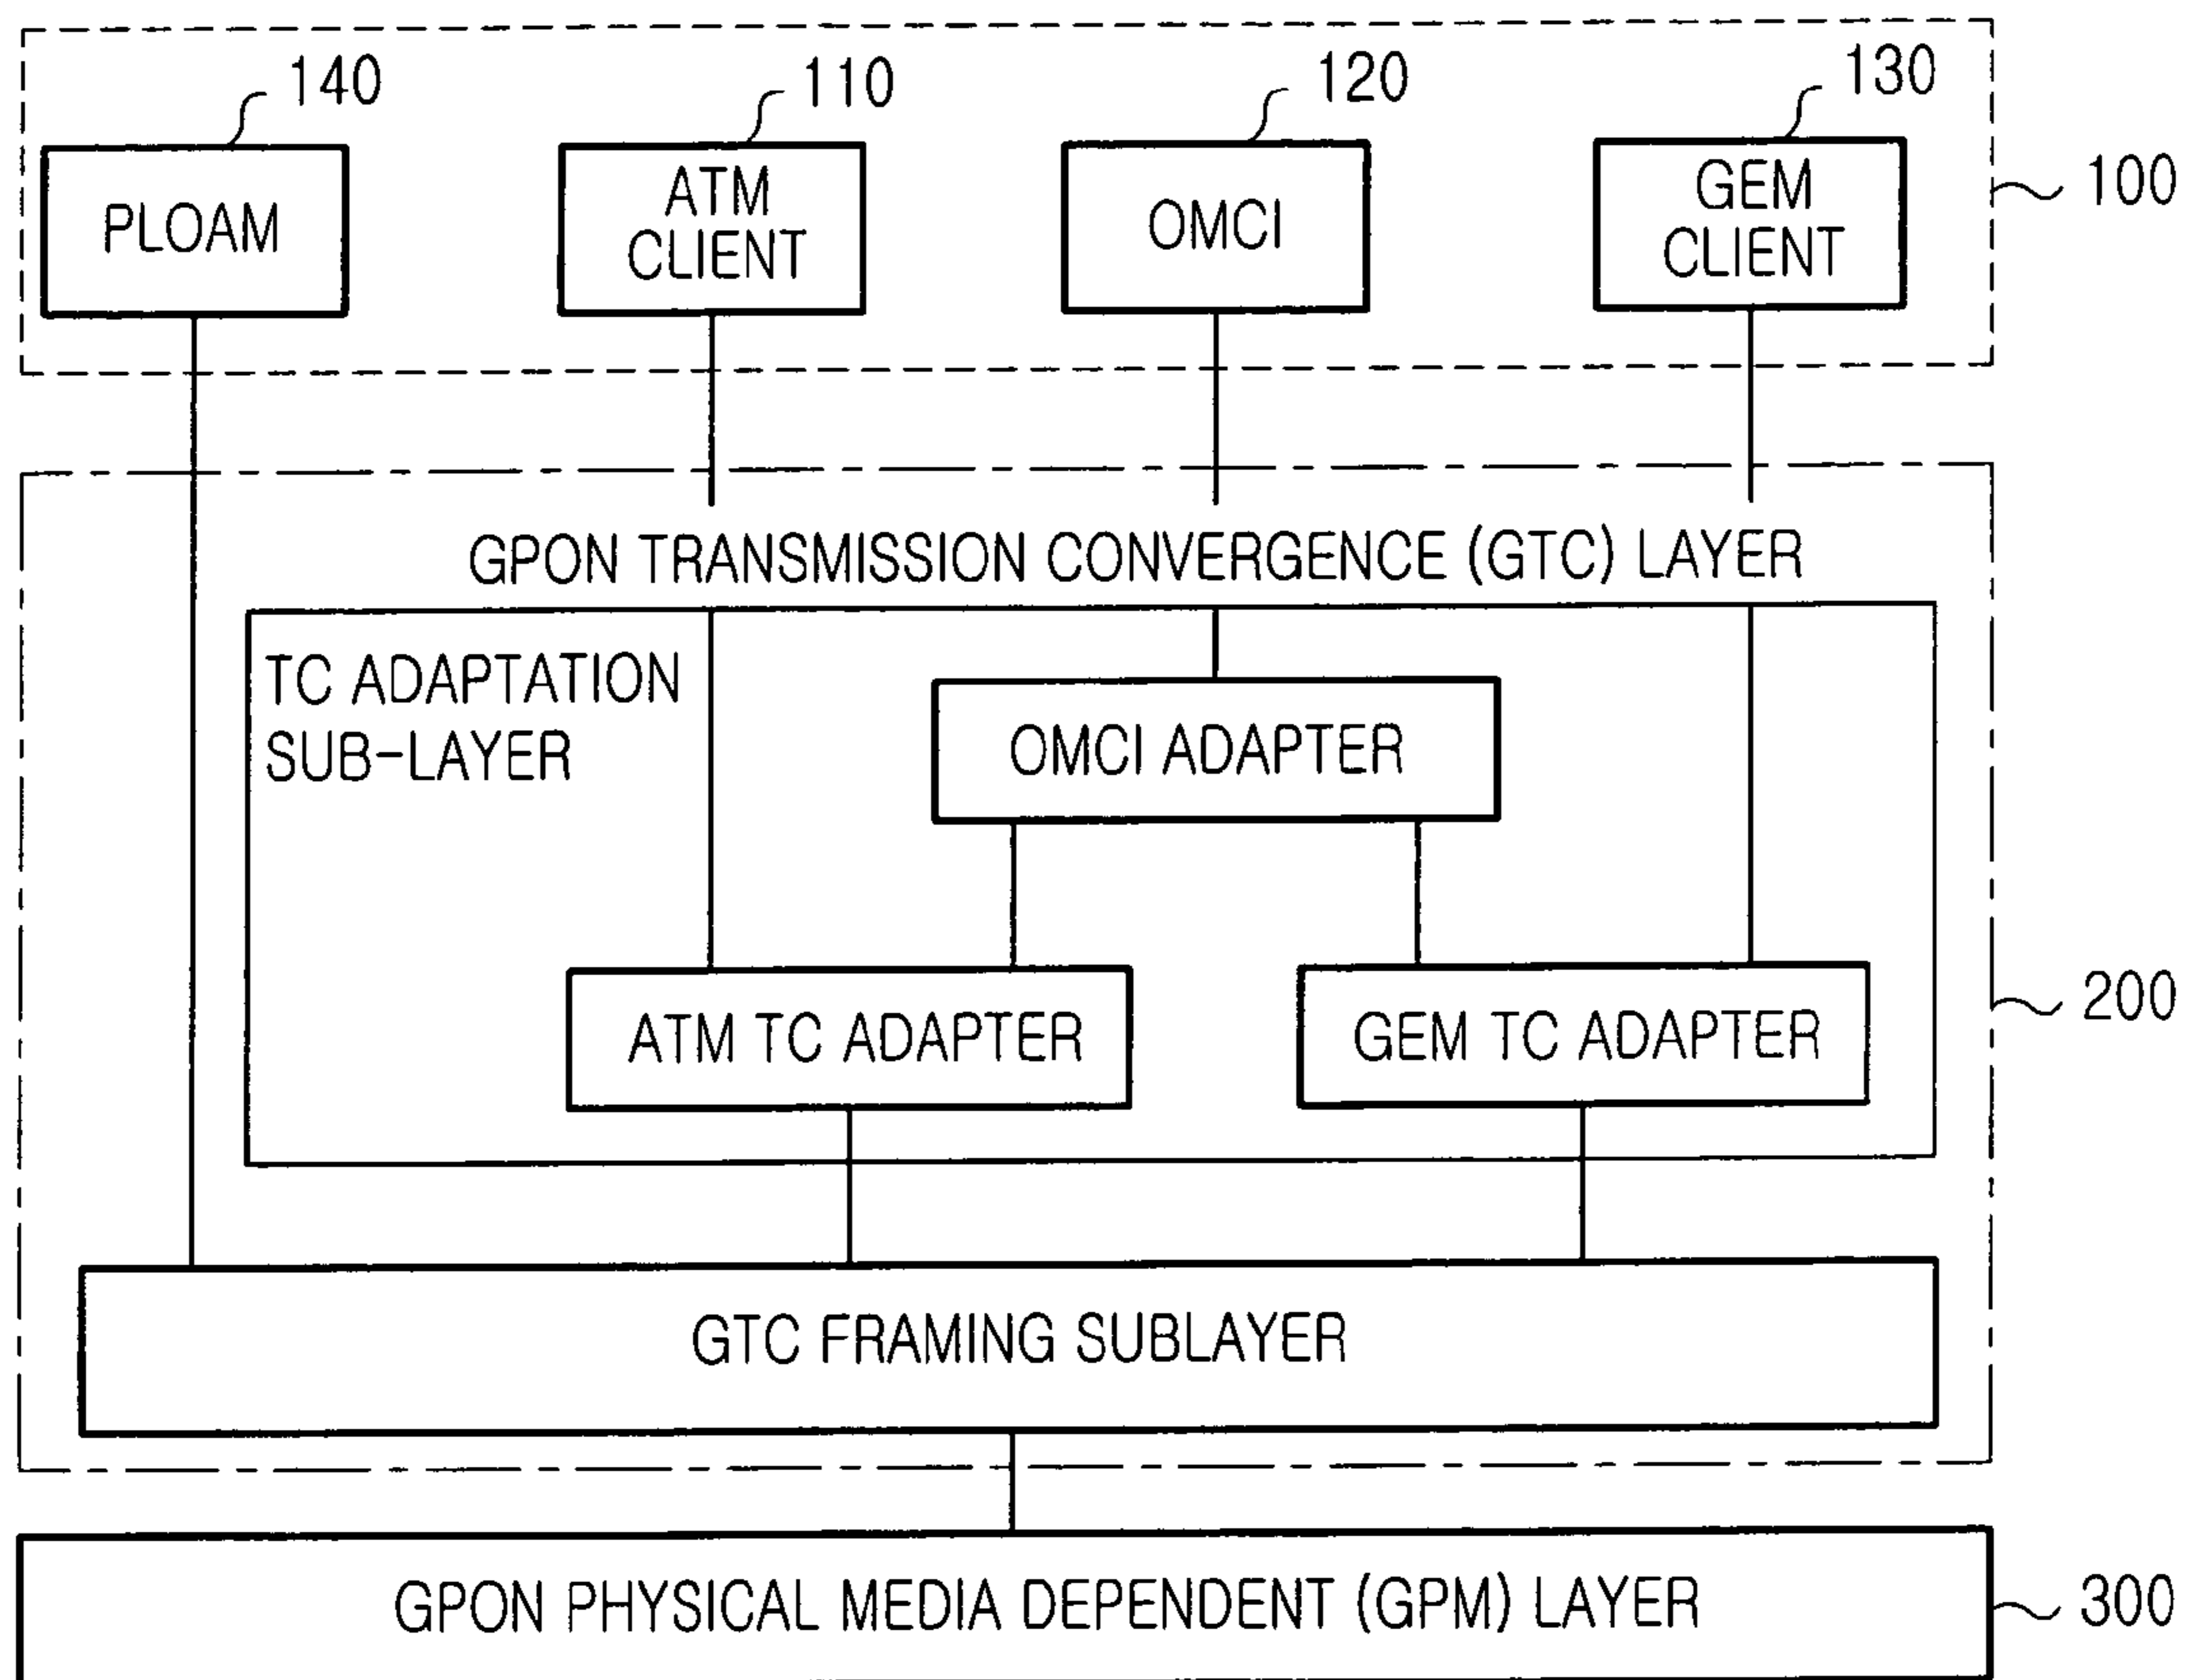 140
110
120
130
PLOAM
ATM
CLIENT
OMCI
GEM
CLIENT
100
GPON TRANSMISSION CONVERGENCE (GTC) LAYER
TC ADAPTATION
SUB-LAYER
OMCI ADAPTER
ATM TC ADAPTER
GEM TC ADAPTER
200
GTC FRAMING SUBLAYER
GPON PHYSICAL MEDIA DEPENDENT (GPM) LAYER
300